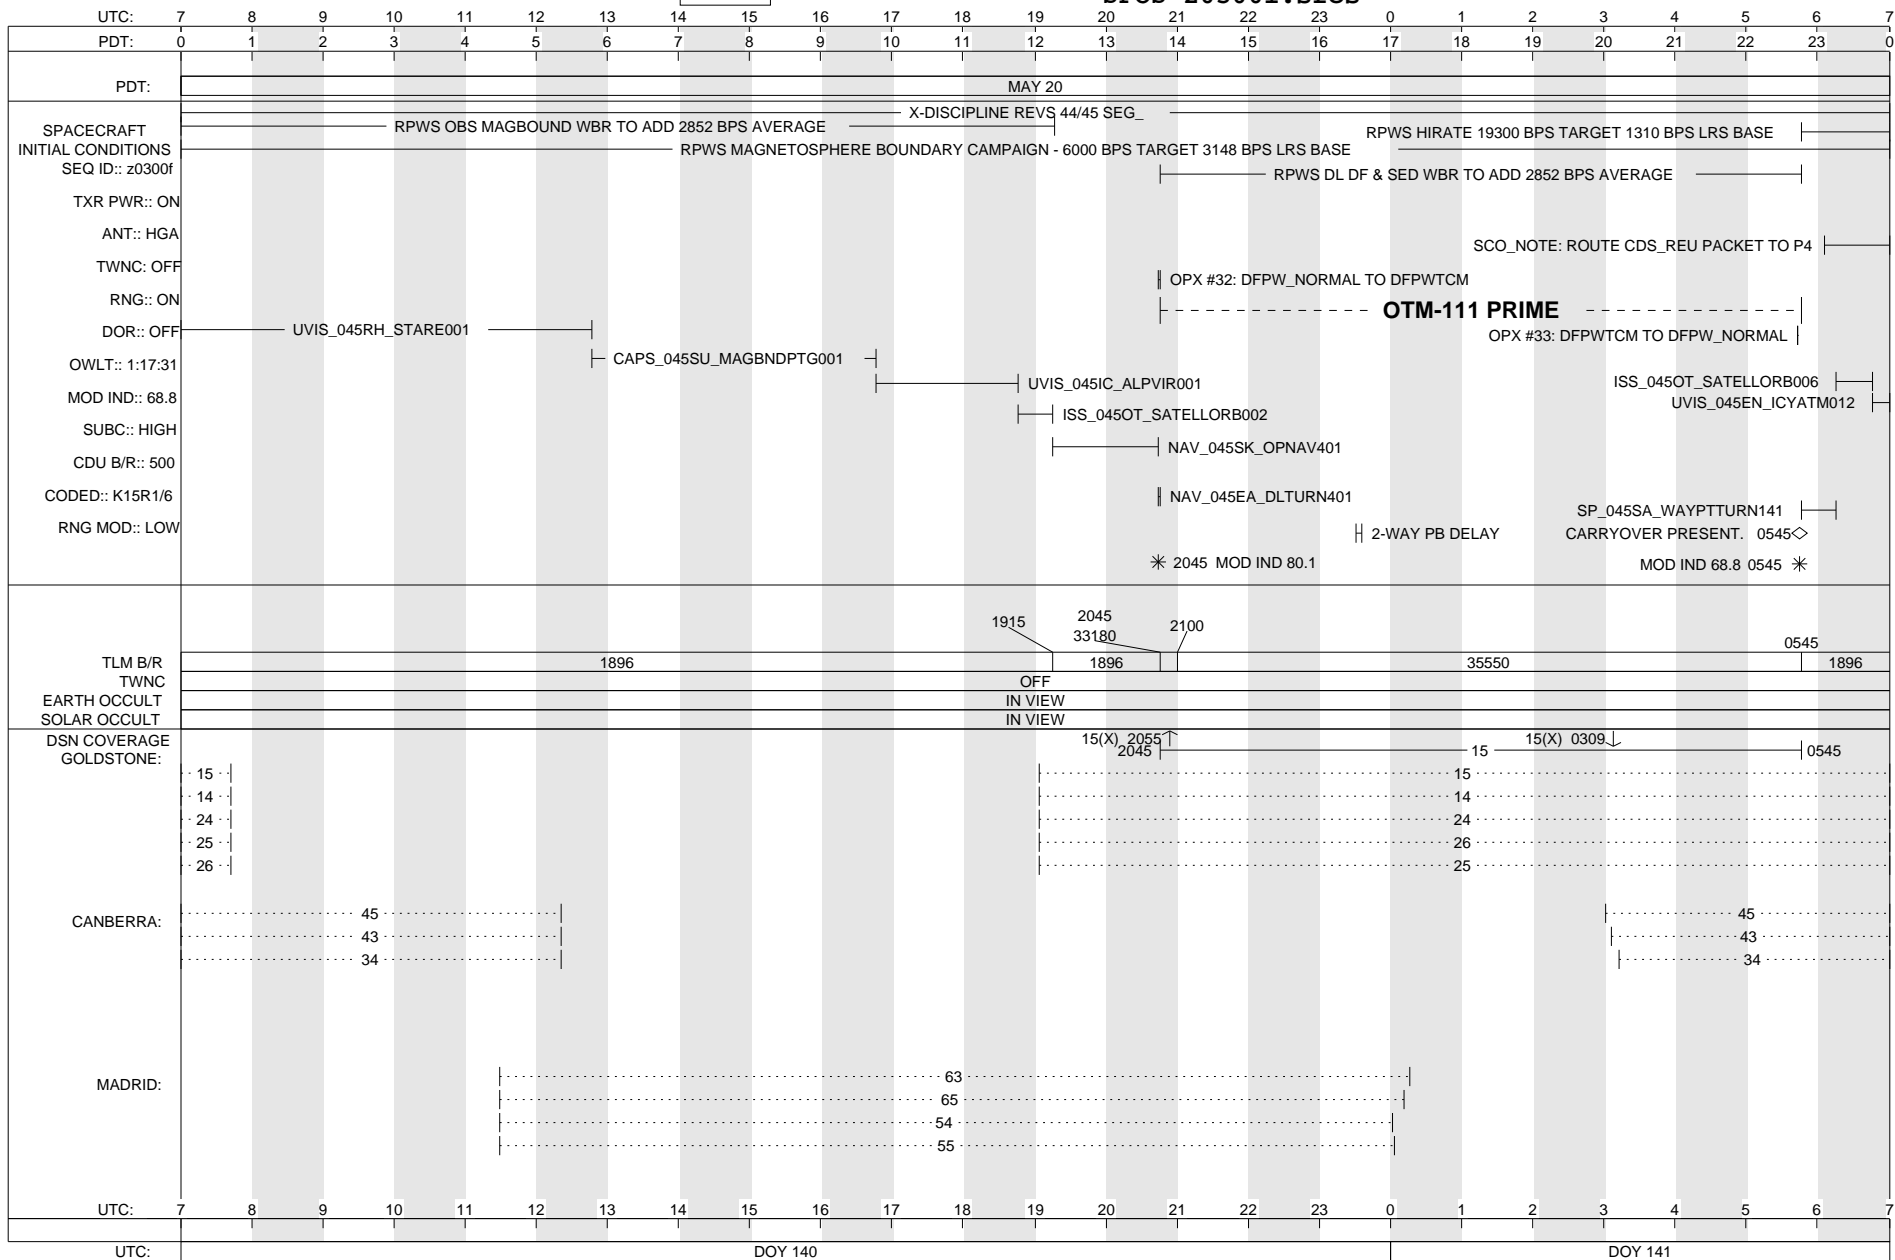 UTC: 7 8 9 10 11 12 13 14 15 16 17 18 19 20 21 22 23 0 1 2 3 4 5 6 7
PDT: 0 1 2 3 4 5 6 7 8 9 10 11 12 13 14 15 16 17 18 19 20 21 22 23 0
PDT: MAY 20
X-DISCIPLINE REVS 44/45 SEG_
SPACECRAFT
INITIAL CONDITIONS
RPWS OBS MAGBOUND WBR TO ADD 2852 BPS AVERAGE
RPWS HIRATE 19300 BPS TARGET 1310 BPS LRS BASE
RPWS MAGNETOSPHERE BOUNDARY CAMPAIGN - 6000 BPS TARGET 3148 BPS LRS BASE
SEQ ID:: z0300f
RPWS DL DF & SED WBR TO ADD 2852 BPS AVERAGE
TXR PWR:: ON
ANT:: HGA
SCO_NOTE: ROUTE CDS_REU PACKET TO P4
TWNC: OFF
OPX #32: DFPW_NORMAL TO DFPWTCM
RNG:: ON
OTM-111 PRIME
DOR:: OFF
UVIS_045RH_STARE001
OPX #33: DFPWTCM TO DFPW_NORMAL
OWLT:: 1:17:31
CAPS_045SU_MAGBNDPTG001
UVIS_045IC_ALPVIR001
ISS_045OT_SATELLORB006
MOD IND:: 68.8
UVIS_045EN_ICYATM012
ISS_045OT_SATELLORB002
SUBC:: HIGH
NAV_045SK_OPNAV401
CDU B/R:: 500
CODED:: K15R1/6
NAV_045EA_DLTURN401
SP_045SA_WAYPTTURN141
RNG MOD:: LOW
2-WAY PB DELAY
CARRYOVER PRESENT. 0545
2045 MOD IND 80.1
MOD IND 68.8 0545
1915
2045
33180
2100
0545
TLM B/R 1896 1896 35550 1896
TWNC OFF
EARTH OCCULT IN VIEW
SOLAR OCCULT IN VIEW
DSN COVERAGE
15(X) 2055
15(X) 0309
GOLDSTONE:
2045 15 0545
15 15
14 14
24 24
25 26
26 25
CANBERRA:
45 45
43 43
34 34
MADRID:
63
65
54
55
UTC: 7 8 9 10 11 12 13 14 15 16 17 18 19 20 21 22 23 0 1 2 3 4 5 6 7
UTC: DOY 140 DOY 141